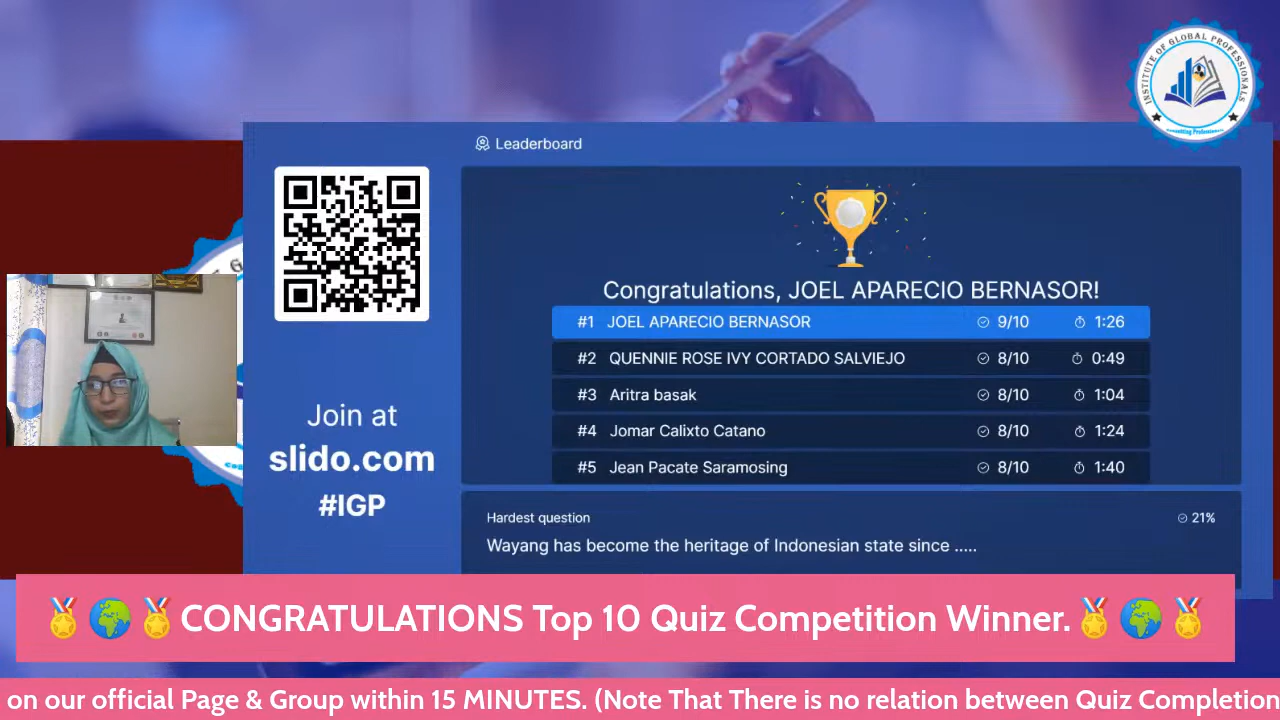 INSTITUTE OF GLOBAL PROFESSIONALS
Connecting Professionals
Leaderboard
Congratulations, JOEL APARECIO BERNASOR!
#1 JOEL APARECIO BERNASOR 9/10 1:26
#2 QUENNIE ROSE IVY CORTADO SALVIEJO 8/10 0:49
#3 Aritra basak 8/10 1:04
#4 Jomar Calixto Catano 8/10 1:24
#5 Jean Pacate Saramosing 8/10 1:40
Join at
slido.com
#IGP
Hardest question 21%
Wayang has become the heritage of Indonesian state since .....
🏅🌍🏅CONGRATULATIONS Top 10 Quiz Competition Winner.🏅🌍🏅
on our official Page & Group within 15 MINUTES. (Note That There is no relation between Quiz Completion